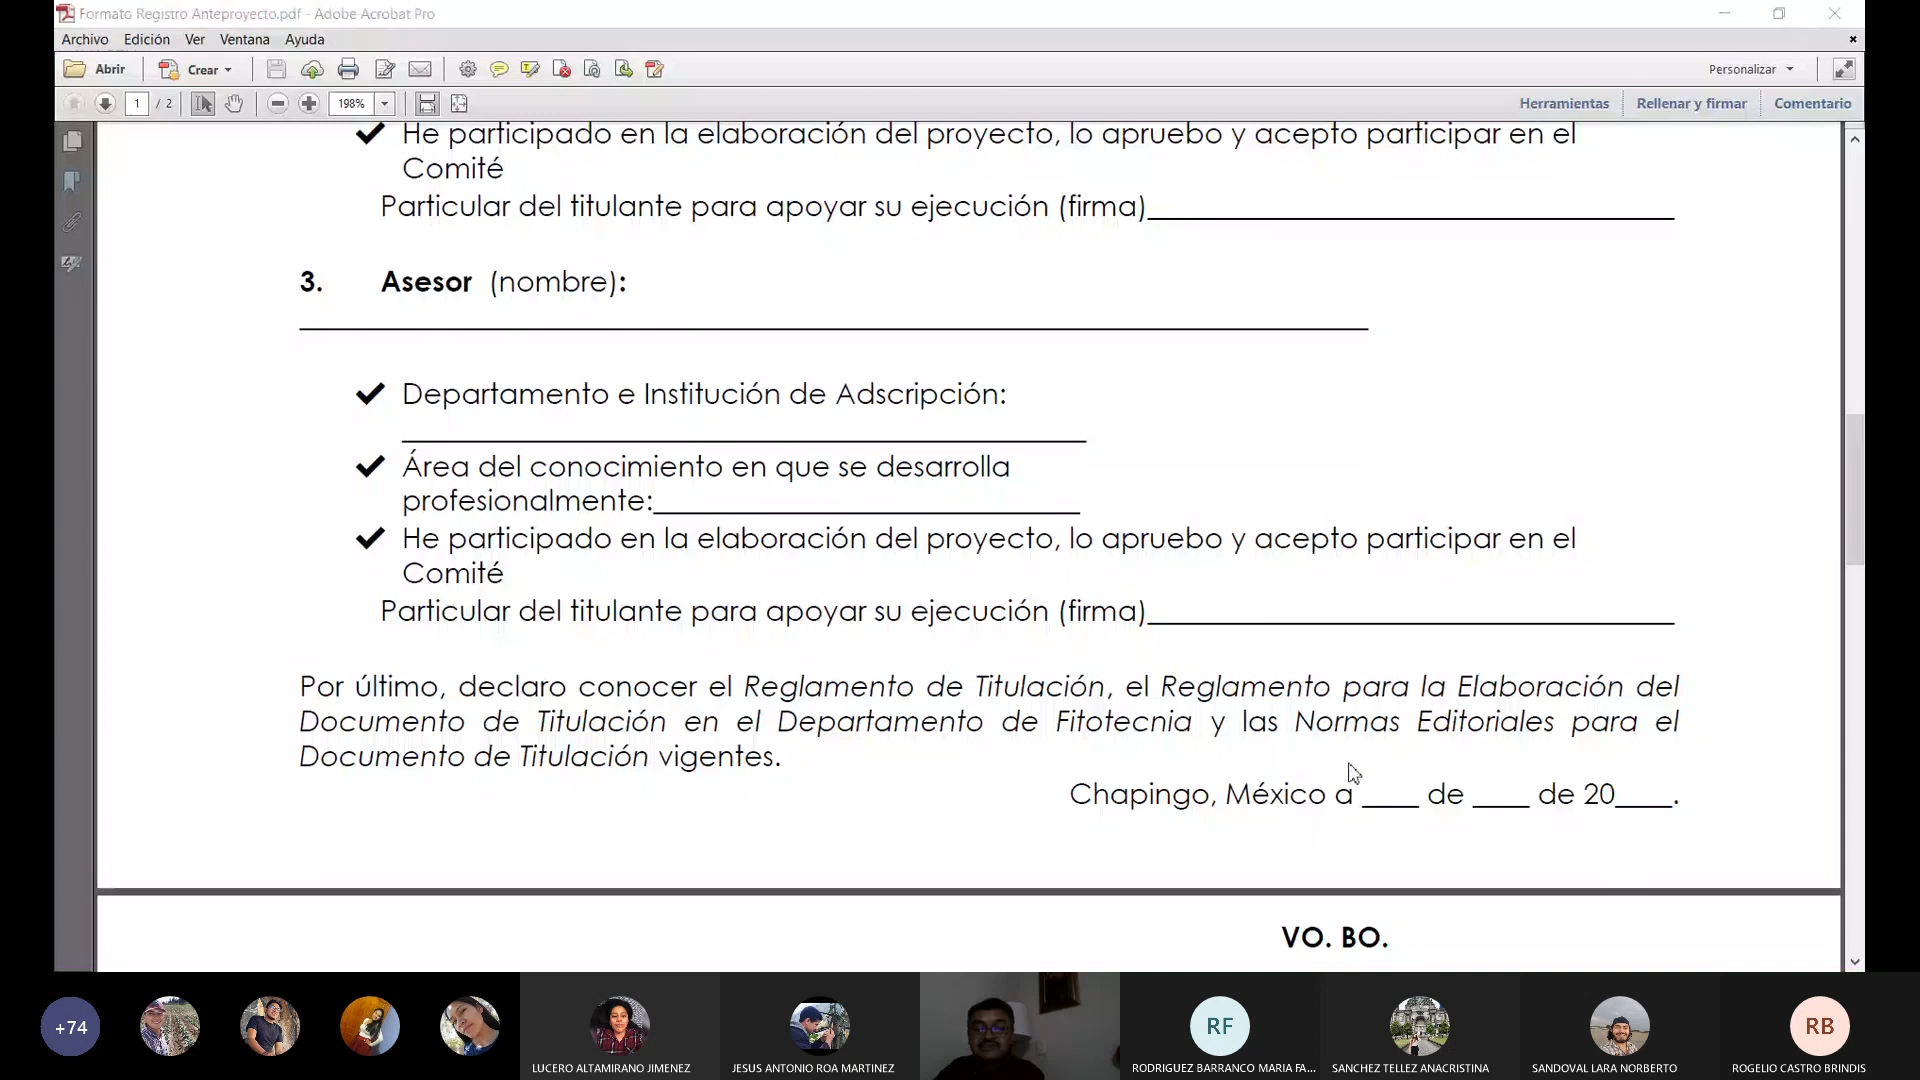 Formato Registro Anteproyecto.pdf - Adobe Acrobat Pro
Archivo Edición Ver Ventana Ayuda
Abrir Crear Personalizar
1 / 2 198% Herramientas Rellenar y firmar Comentario
He participado en la elaboración del proyecto, lo apruebo y acepto participar en el
Comité
Particular del titulante para apoyar su ejecución (firma)
3. Asesor (nombre):
Departamento e Institución de Adscripción:
Área del conocimiento en que se desarrolla
profesionalmente:
He participado en la elaboración del proyecto, lo apruebo y acepto participar en el
Comité
Particular del titulante para apoyar su ejecución (firma)
Por último, declaro conocer el Reglamento de Titulación, el Reglamento para la Elaboración del
Documento de Titulación en el Departamento de Fitotecnia y las Normas Editoriales para el
Documento de Titulación vigentes.
Chapingo, México a ____ de ____ de 20____.
VO. BO.
+74 RF RB
LUCERO ALTAMIRANO JIMENEZ JESUS ANTONIO ROA MARTINEZ RODRIGUEZ BARRANCO MARIA FA... SANCHEZ TELLEZ ANACRISTINA SANDOVAL LARA NORBERTO ROGELIO CASTRO BRINDIS